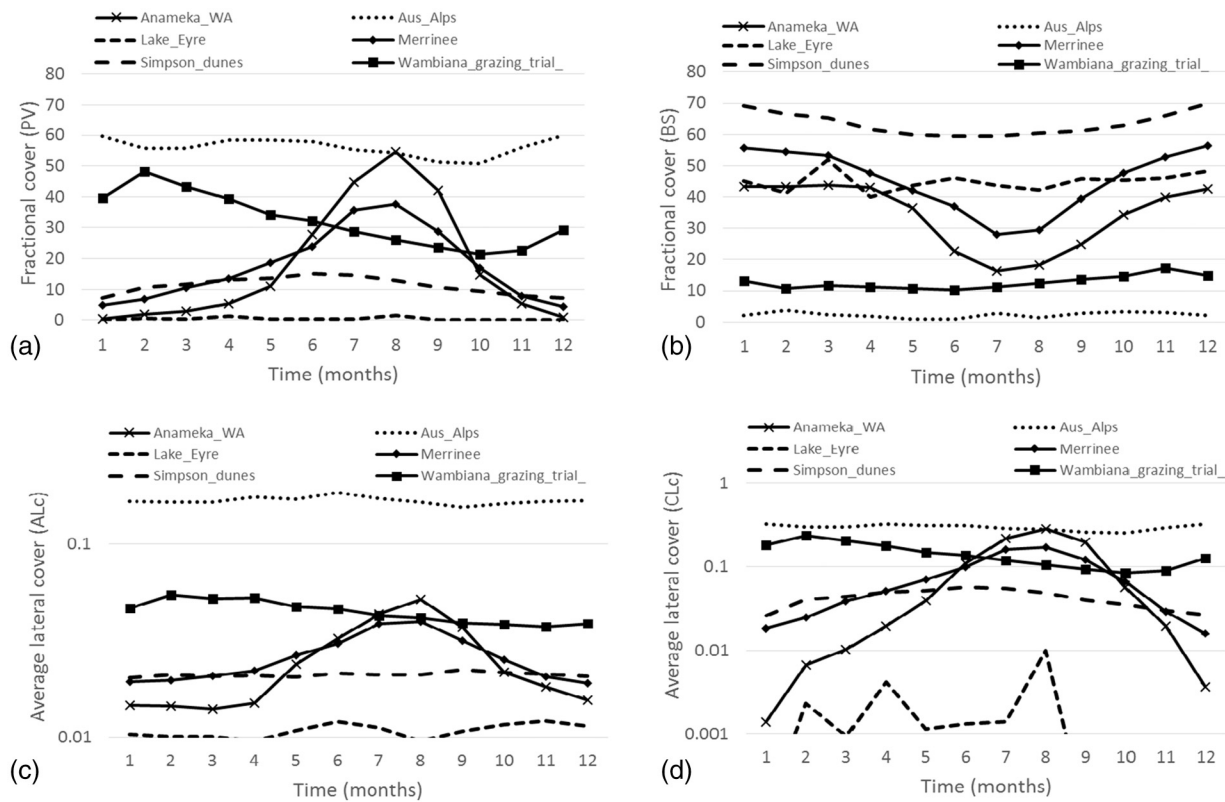 Anameka_WA Aus_Alps
Lake_Eyre Merrinee
Simpson_dunes Wambiana_grazing_trial_
Fractional cover (PV)
80
70
60
50
40
30
20
10
0
1 2 3 4 5 6 7 8 9 10 11 12
(a)
Time (months)
Anameka_WA Aus_Alps
Lake_Eyre Merrinee
Simpson_dunes Wambiana_grazing_trial_
Fractional cover (BS)
80
70
60
50
40
30
20
10
0
1 2 3 4 5 6 7 8 9 10 11 12
(b)
Time (months)
Anameka_WA Aus_Alps
Lake_Eyre Merrinee
Simpson_dunes Wambiana_grazing_trial_
Average lateral cover (ALc)
0.1
0.01
1 2 3 4 5 6 7 8 9 10 11 12
(c)
Time (months)
Anameka_WA Aus_Alps
Lake_Eyre Merrinee
Simpson_dunes Wambiana_grazing_trial_
Average lateral cover (CLc)
1
0.1
0.01
0.001
1 2 3 4 5 6 7 8 9 10 11 12
(d)
Time (months)